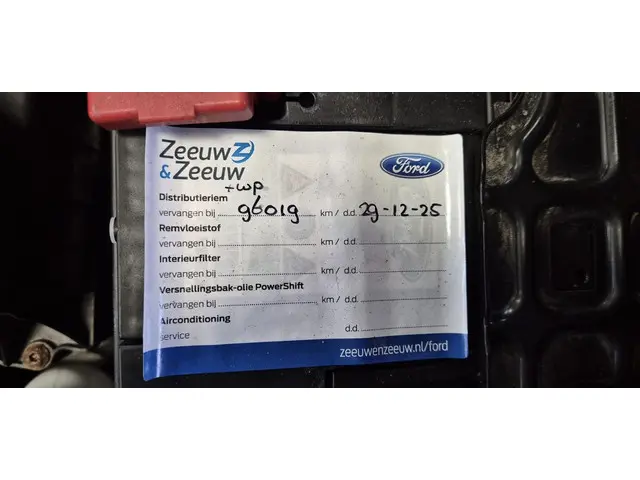 Zeeuw
& Zeeuw
Ford
+wp
Distributieriem
vervangen bij 96019 km / d.d. 29-12-25
Remvloeistof
vervangen bij km / d.d.
Interieurfilter
vervangen bij km / d.d.
Versnellingsbak-olie PowerShift
vervangen bij km / d.d.
Airconditioning
service d.d.
zeeuwenzeeuw.nl/ford